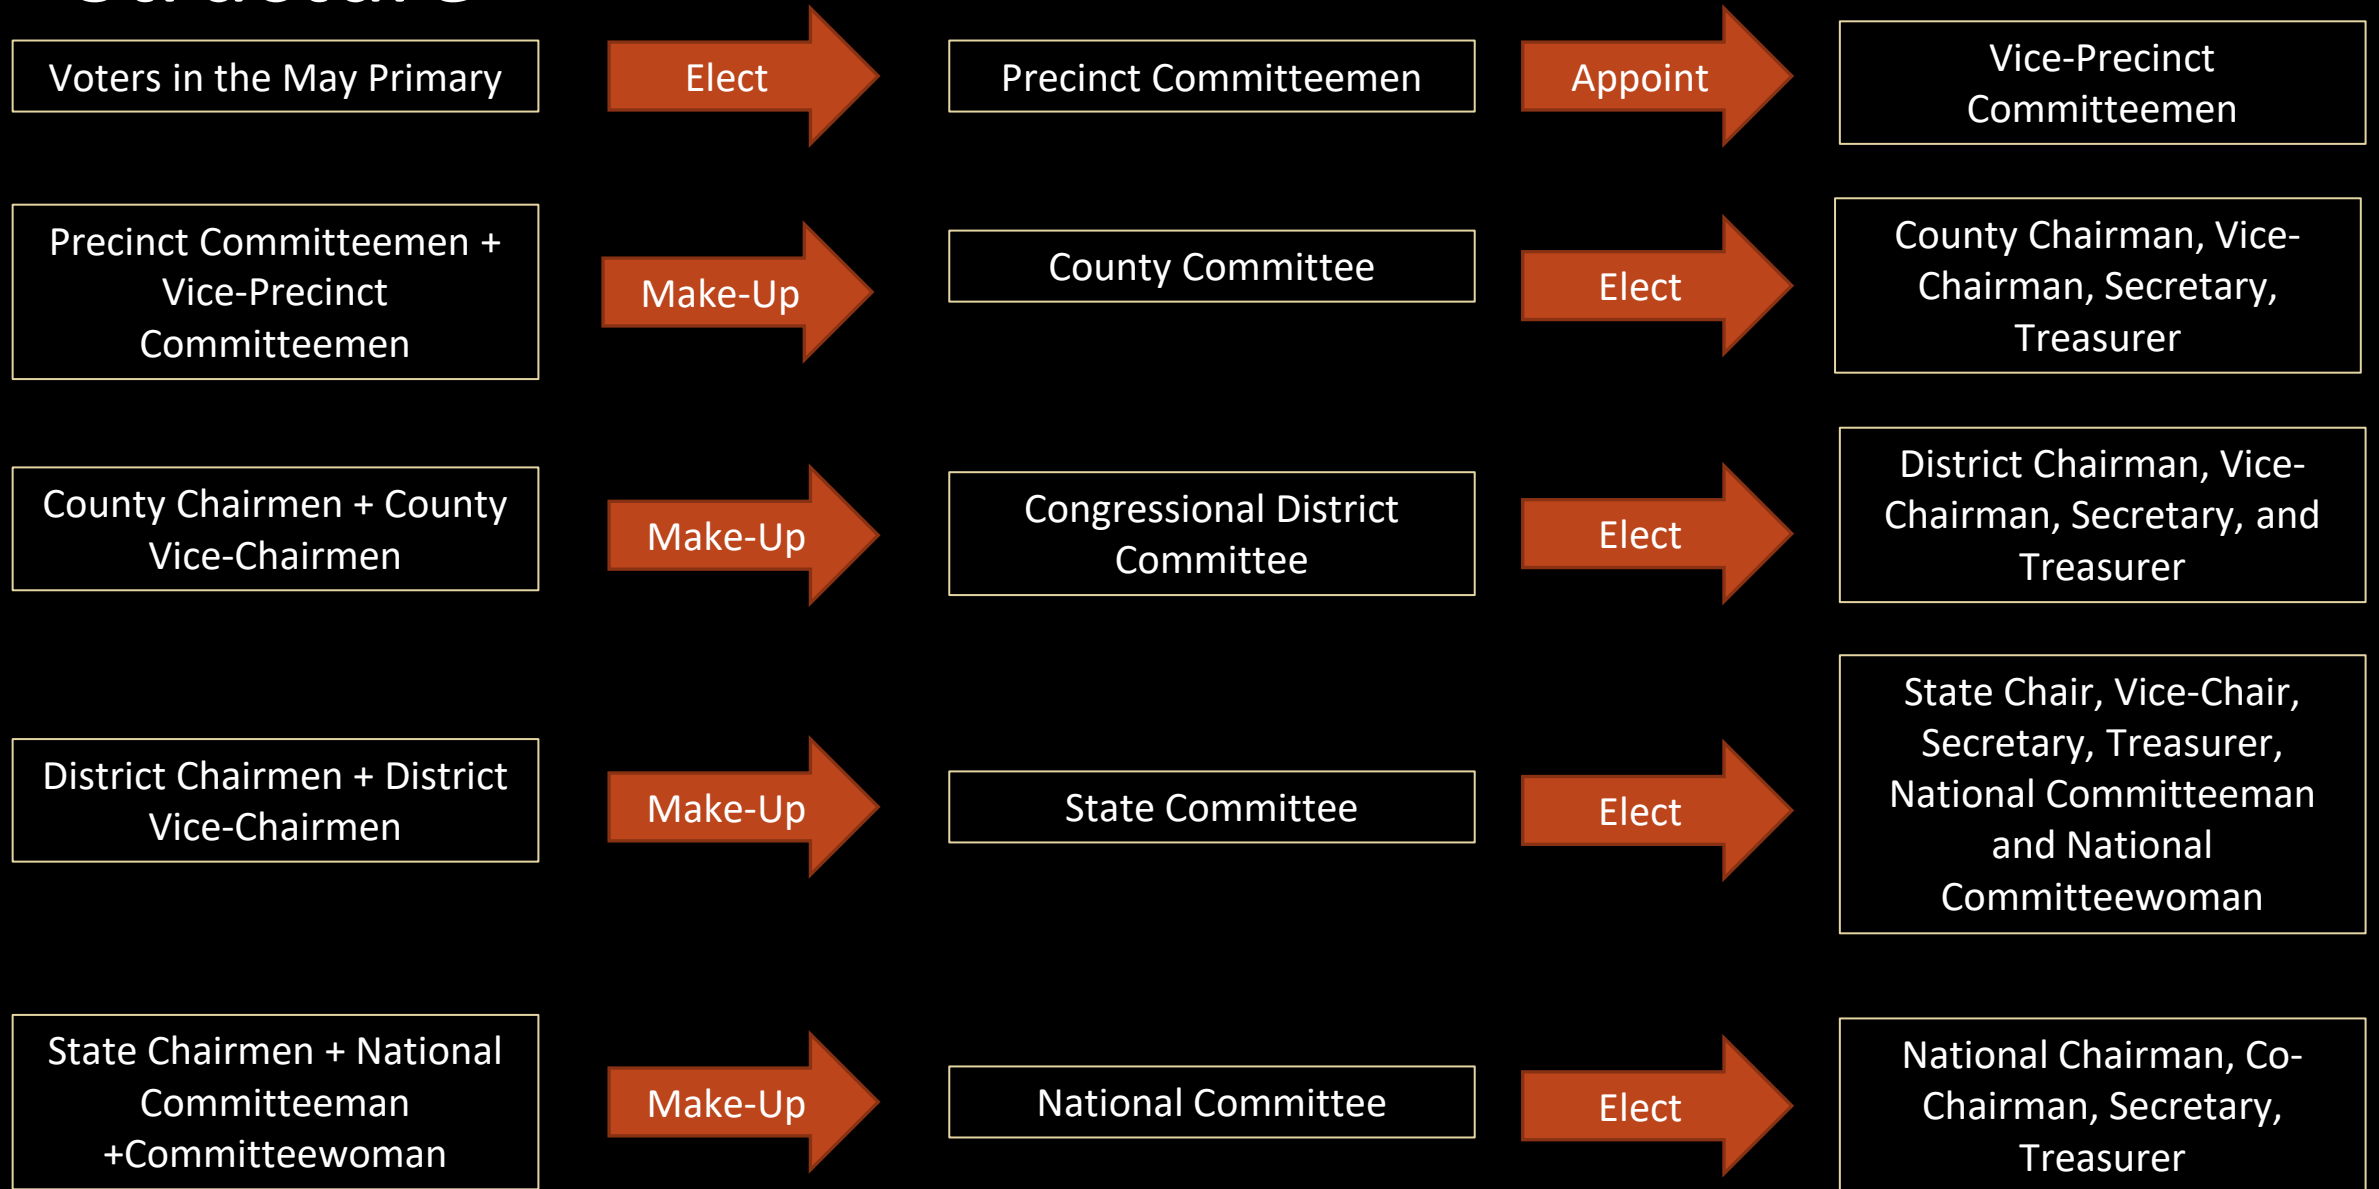 Structure
Voters in the May Primary
Elect
Precinct Committeemen
Appoint
Vice-Precinct
Committeemen
Precinct Committeemen +
Vice-Precinct
Committeemen
Make-Up
County Committee
Elect
County Chairman, Vice-
Chairman, Secretary,
Treasurer
County Chairmen + County
Vice-Chairmen
Make-Up
Congressional District
Committee
Elect
District Chairman, Vice-
Chairman, Secretary, and
Treasurer
District Chairmen + District
Vice-Chairmen
Make-Up
State Committee
Elect
State Chair, Vice-Chair,
Secretary, Treasurer,
National Committeeman
and National
Committeewoman
State Chairmen + National
Committeeman
+Committeewoman
Make-Up
National Committee
Elect
National Chairman, Co-
Chairman, Secretary,
Treasurer